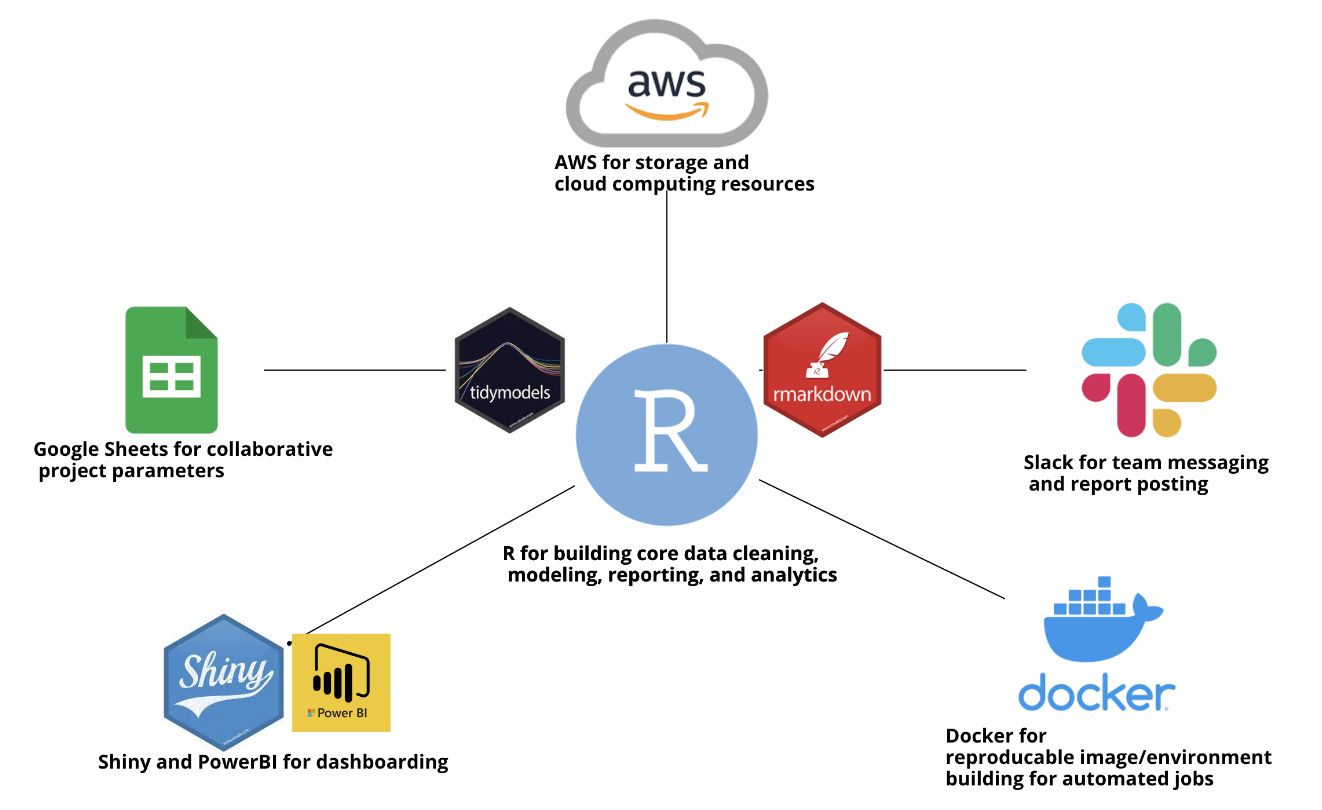 aws
AWS for storage and
cloud computing resources
tidymodels
rmarkdown
R
R
Google Sheets for collaborative
project parameters
Slack for team messaging
and report posting
R for building core data cleaning,
modeling, reporting, and analytics
Shiny
Power BI
docker
Shiny and PowerBI for dashboarding
Docker for
reproducable image/environment
building for automated jobs